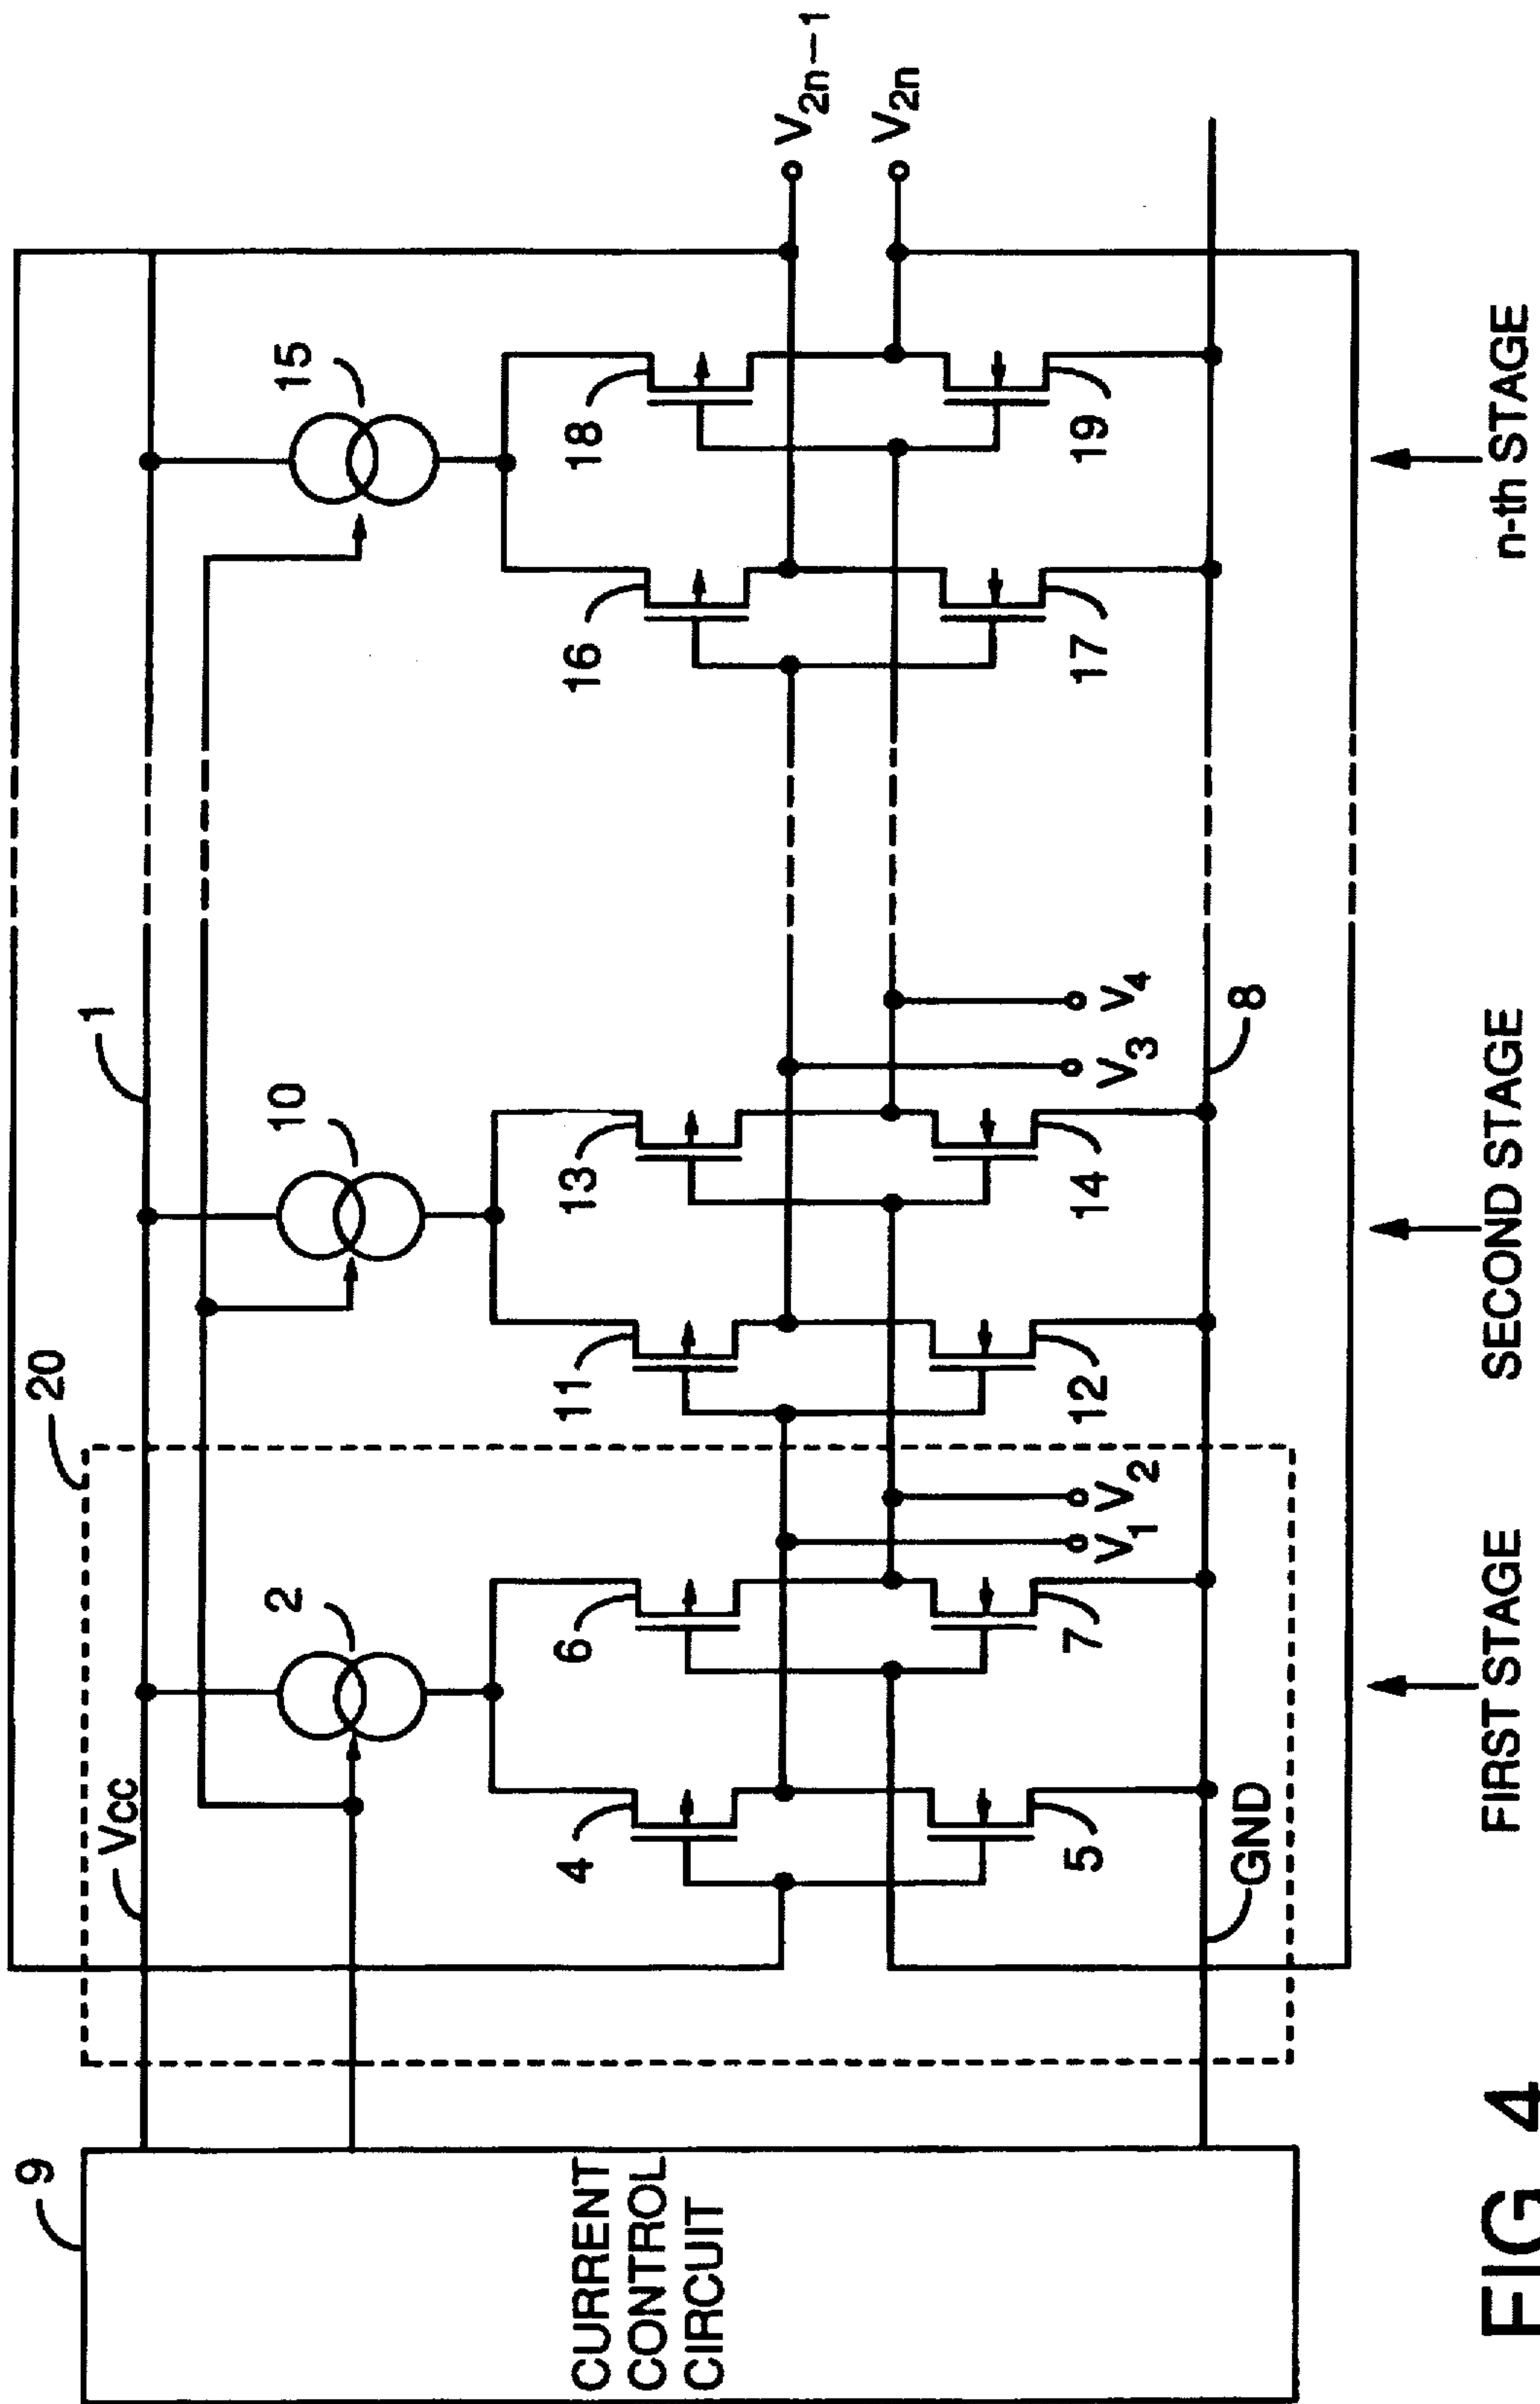 20
1
10
15
9
Vcc
2
CURRENT
CONTROL
CIRCUIT
4
6
11
13
16
18
V2n-1
V2n
5
7
V1
V2
12
14
V3
V4
17
19
GND
8
FIRST STAGE
SECOND STAGE
n-th STAGE
FIG. 4